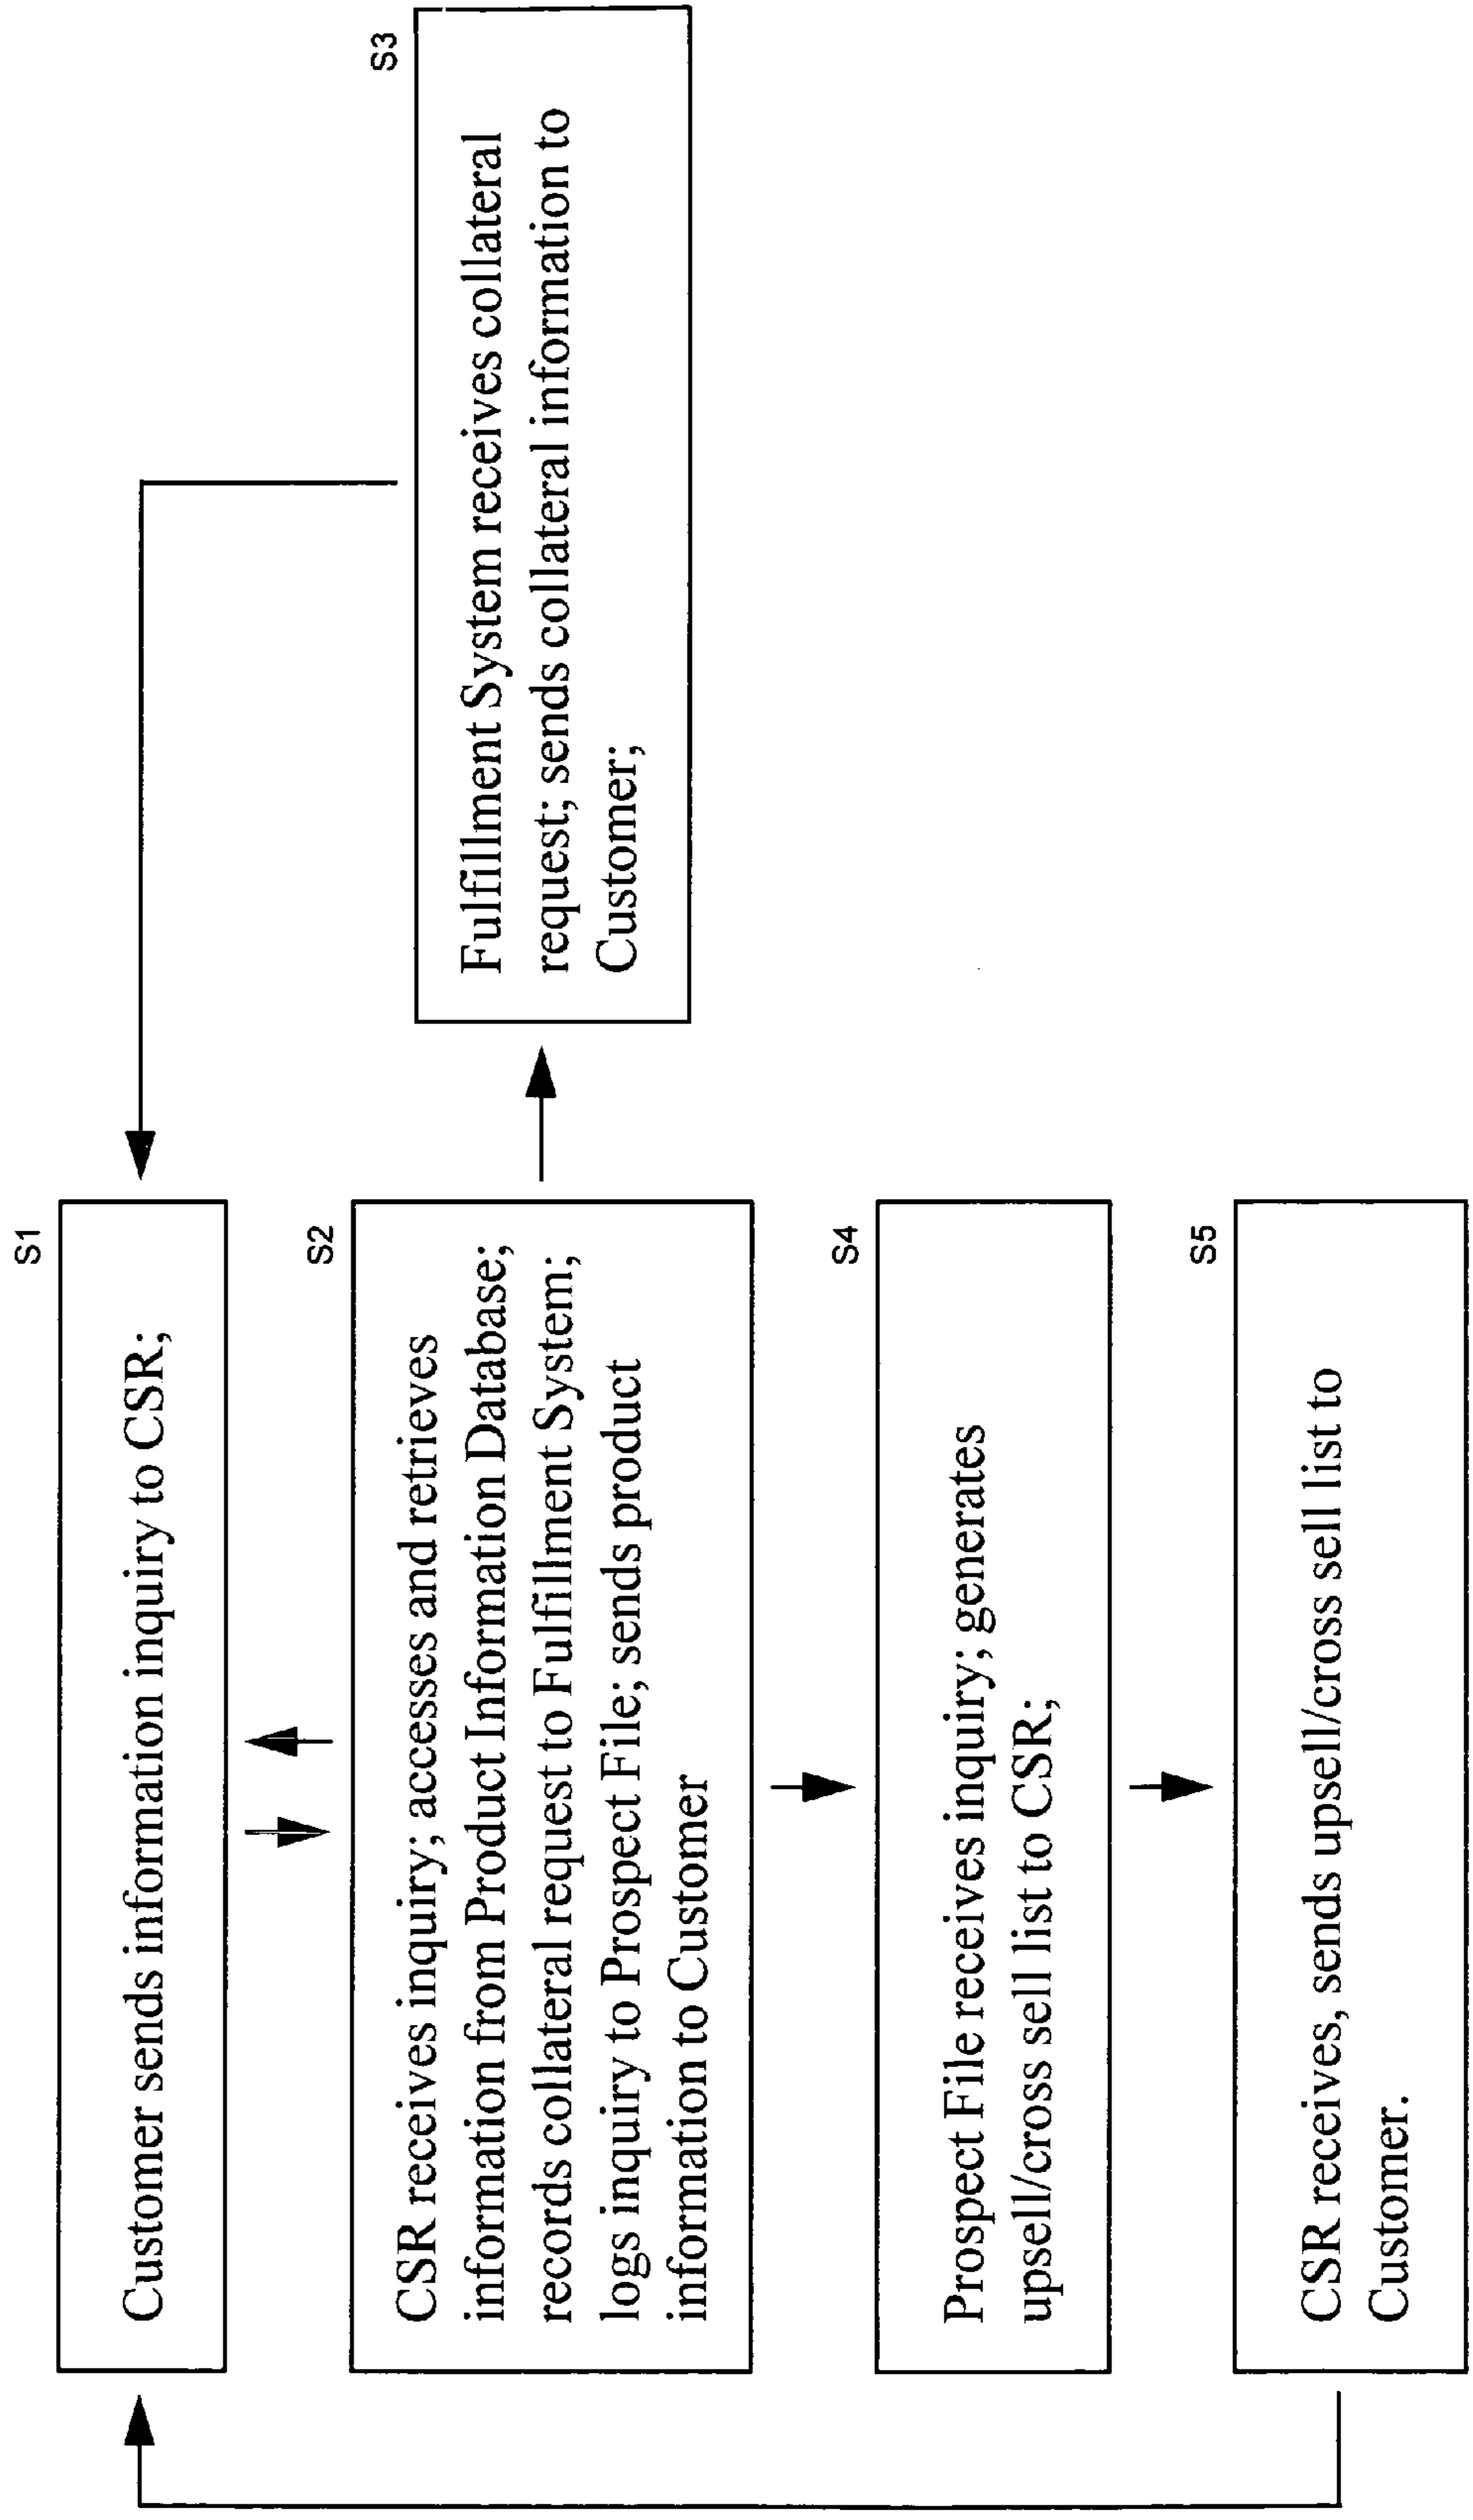 S1
Customer sends information inquiry to CSR;
S2
CSR receives inquiry; accesses and retrieves
information from Product Information Database;
records collateral request to Fulfillment System;
logs inquiry to Prospect File; sends product
information to Customer
S3
Fulfillment System receives collateral
request; sends collateral information to
Customer;
S4
Prospect File receives inquiry; generates
upsell/cross sell list to CSR;
S5
CSR receives, sends upsell/cross sell list to
Customer.